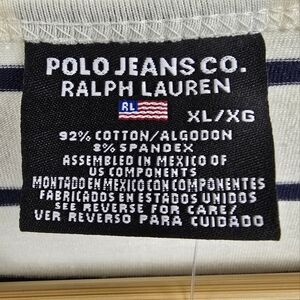 POLO JEANS CO.
RALPH LAUREN
RL
XL/XG
92% COTTON/ALGODON
8% SPANDEX
ASSEMBLED IN MEXICO OF
US COMPONENTS
MONTADO EN MEXICO CON COMPONENTES
FABRICADOS EN ESTADOS UNIDOS
SEE REVERSE FOR CARE/
VER REVERSO PARA CUIDADO